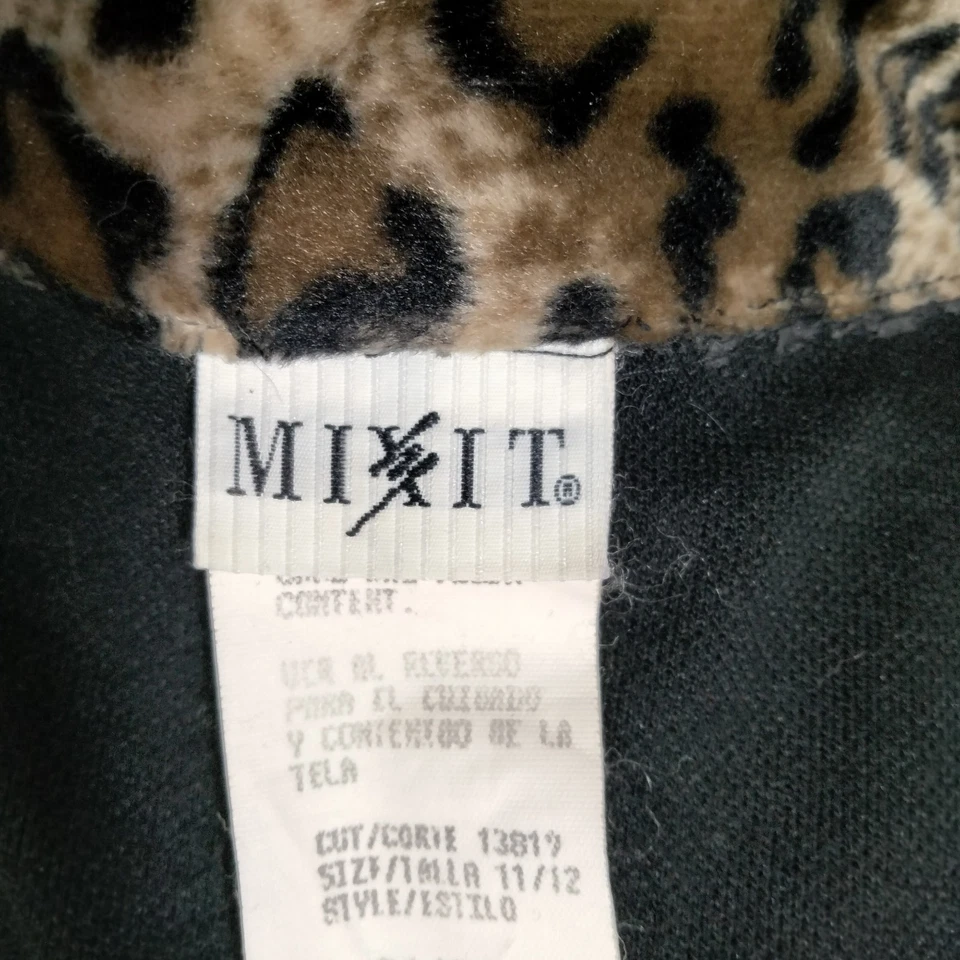 MIXIT®
CONTENT.
VER AL REVERSO
PARA EL CUIDADO
Y CONTENIDO DE LA
TELA
CUT/CORTE 13819
SIZE/TALLA 11/12
STYLE/ESTILO